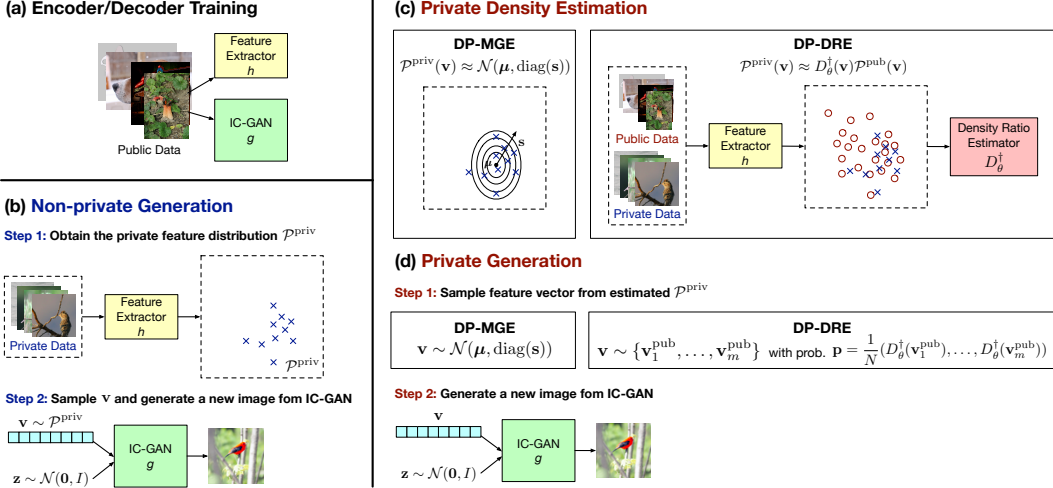 (a) Encoder/Decoder Training
Feature
Extractor
h
IC-GAN
g
Public Data
(b) Non-private Generation
Step 1: Obtain the private feature distribution 𝒫^priv
Private Data
Feature
Extractor
h
𝒫^priv
Step 2: Sample v and generate a new image fom IC-GAN
v ∼ 𝒫^priv
z ∼ 𝒩(0, I)
IC-GAN
g
(c) Private Density Estimation
DP-MGE
𝒫^priv(v) ≈ 𝒩(μ, diag(s))
s
μ
DP-DRE
𝒫^priv(v) ≈ D_θ^†(v)𝒫^pub(v)
Public Data
Private Data
Feature
Extractor
h
Density Ratio
Estimator
D_θ^†
(d) Private Generation
Step 1: Sample feature vector from estimated 𝒫^priv
DP-MGE
v ∼ 𝒩(μ, diag(s))
DP-DRE
v ∼ {v_1^pub, . . . , v_m^pub} with prob. p = 1/N (D_θ^†(v_1^pub), . . . , D_θ^†(v_m^pub))
Step 2: Generate a new image fom IC-GAN
v
z ∼ 𝒩(0, I)
IC-GAN
g